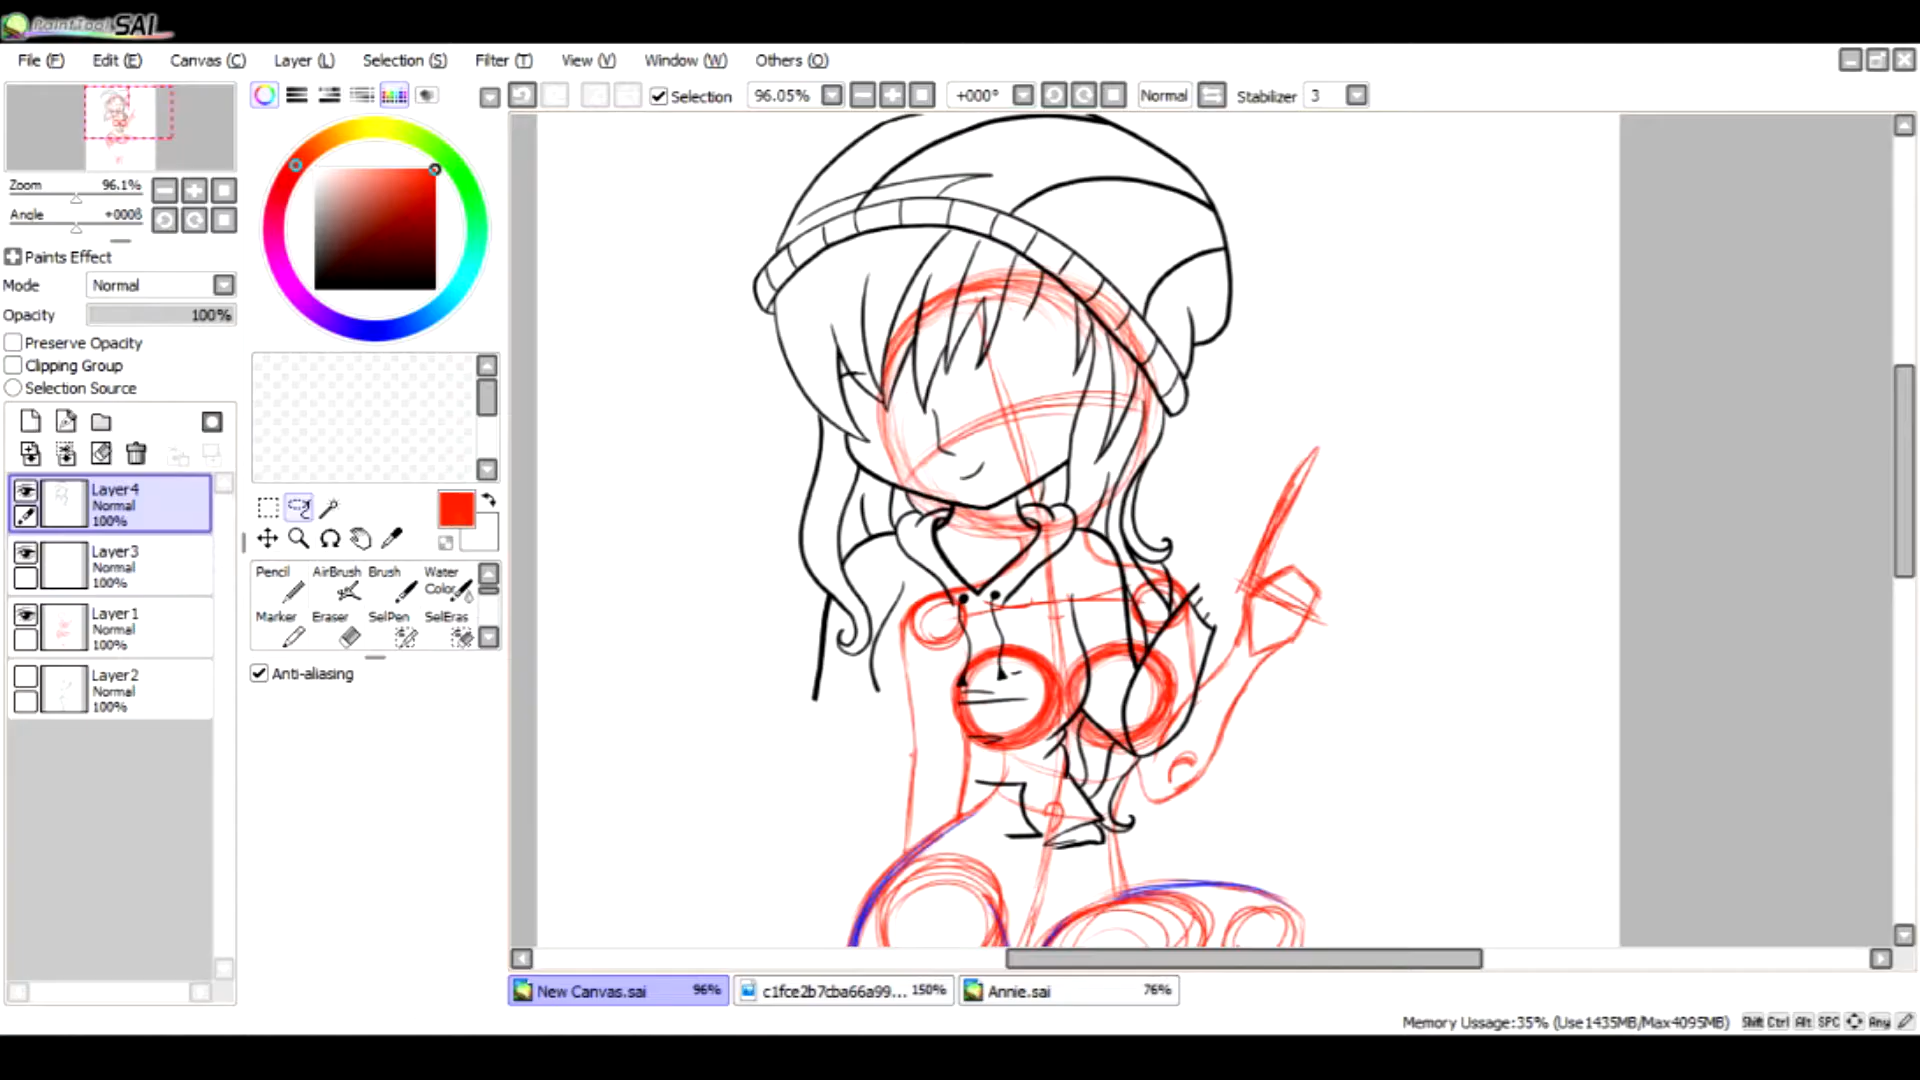 PaintTool SAI
File (F) Edit (E) Canvas (C) Layer (L) Selection (S) Filter (T) View (V) Window (W) Others (O)
Selection 96.05% +000° Normal Stabilizer 3
Zoom 96.1%
Angle +000ß
Paints Effect
Mode Normal
Opacity 100%
Preserve Opacity
Clipping Group
Selection Source
Layer4
Normal
100%
Layer3
Normal
100%
Layer1
Normal
100%
Layer2
Normal
100%
Pencil AirBrush Brush Water Color
Marker Eraser SelPen SelEras
Anti-aliasing
New Canvas.sai 96% c1fce2b7cba66a99... 150% Annie.sai 76%
Memory Ussage:35% (Use1435MB/Max4095MB) Shift Ctrl Alt SPC Any